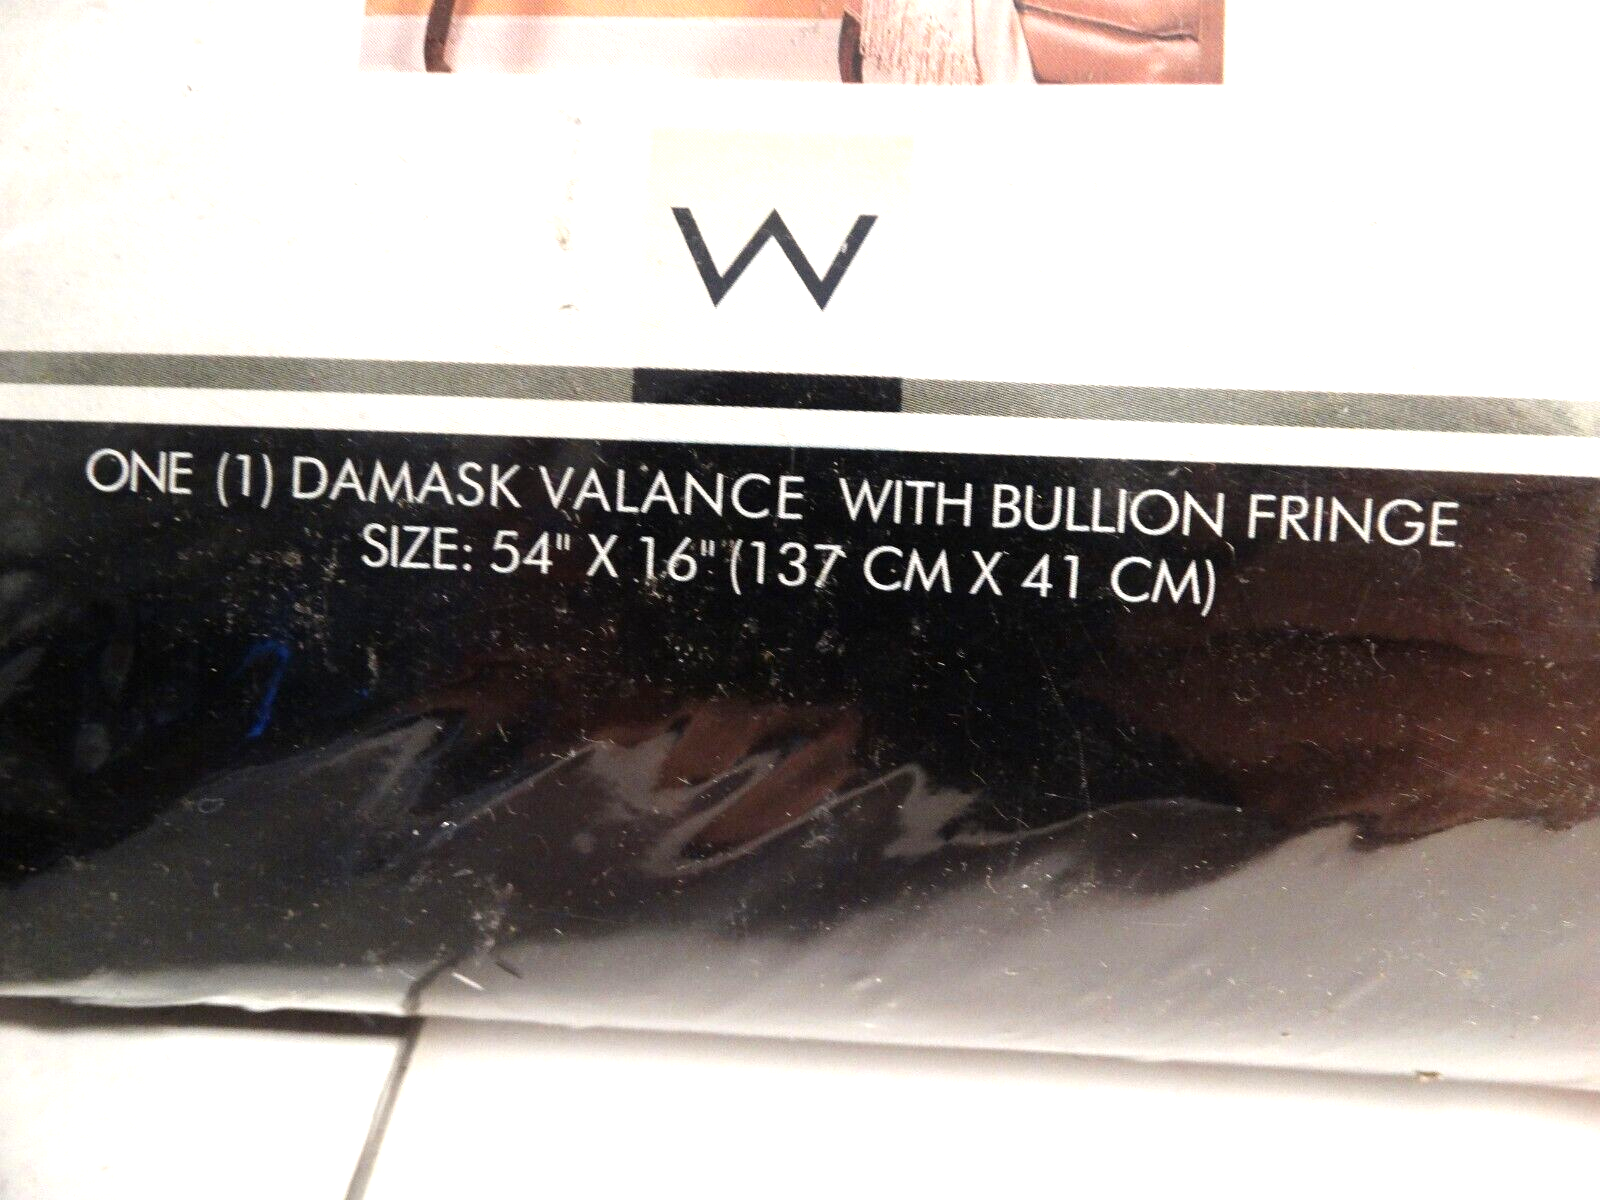 W
ONE (1) DAMASK VALANCE WITH BULLION FRINGE
SIZE: 54" X 16" (137 CM X 41 CM)